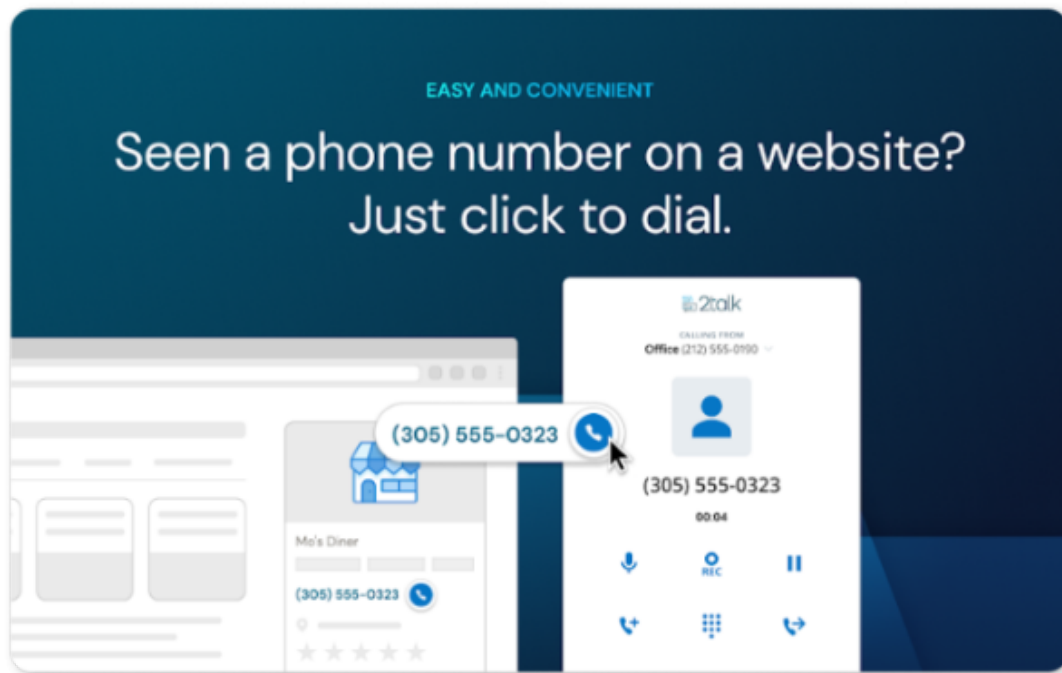 EASY AND CONVENIENT
Seen a phone number on a website?
Just click to dial.
2talk
CALLING FROM
Office (212) 555-0190
(305) 555-0323
(305) 555-0323
00:04
REC
Mo's Diner
(305) 555-0323